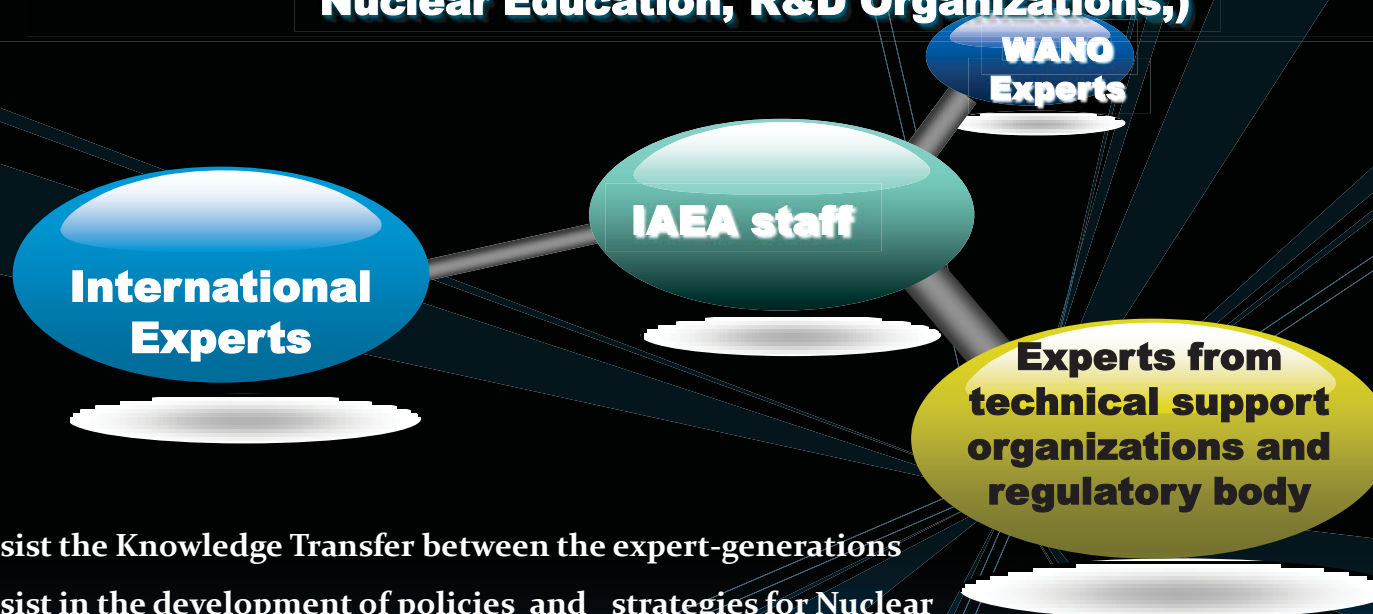 Nuclear Education, R&D Organizations,)
WANO
Experts
IAEA staff
International
Experts
Experts from
technical support
organizations and
regulatory body
sist the Knowledge Transfer between the expert-generations
sist in the development of policies and strategies for Nuclear